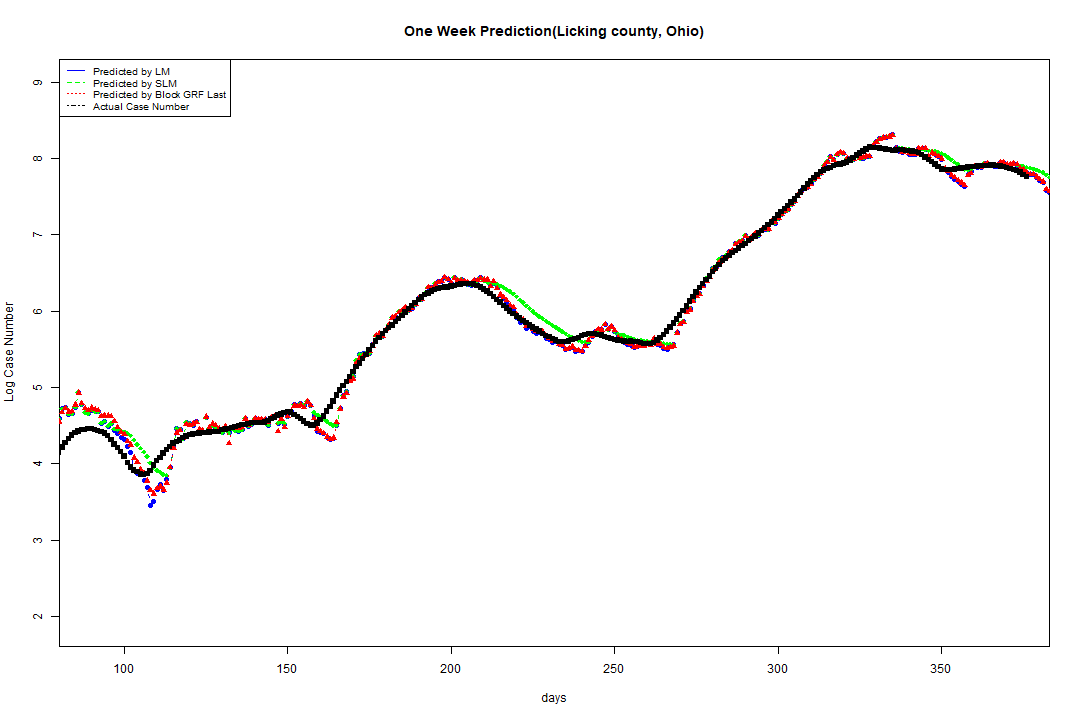 One Week Prediction(Licking county, Ohio)
Predicted by LM
Predicted by SLM
Predicted by Block GRF Last
Actual Case Number
Log Case Number
9
8
7
6
5
4
3
2
100 150 200 250 300 350
days